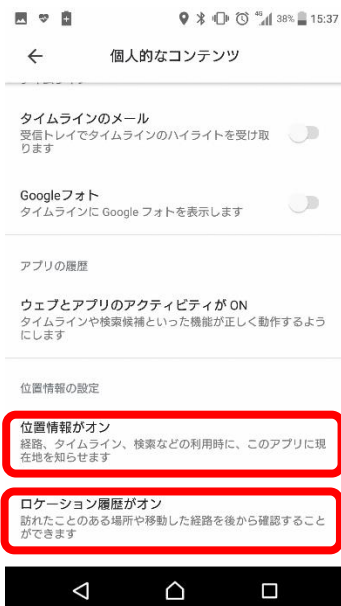 4G 38% 15:37
個人的なコンテンツ
タイムラインのメール
受信トレイでタイムラインのハイライトを受け取
ります
Googleフォト
タイムラインに Google フォトを表示します
アプリの履歴
ウェブとアプリのアクティビティが ON
タイムラインや検索候補といった機能が正しく動作するよう
にします
位置情報の設定
位置情報がオン
経路、タイムライン、検索などの利用時に、このアプリに現
在地を知らせます
ロケーション履歴がオン
訪れたことのある場所や移動した経路を後から確認すること
ができます